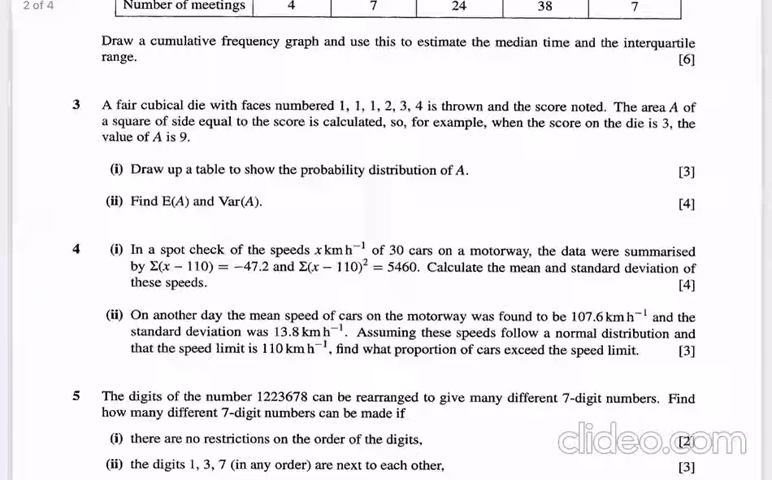 2 of 4
Number of meetings 4 7 24 38 7
Draw a cumulative frequency graph and use this to estimate the median time and the interquartile
range. [6]
3 A fair cubical die with faces numbered 1, 1, 1, 2, 3, 4 is thrown and the score noted. The area A of
a square of side equal to the score is calculated, so, for example, when the score on the die is 3, the
value of A is 9.
(i) Draw up a table to show the probability distribution of A. [3]
(ii) Find E(A) and Var(A). [4]
4 (i) In a spot check of the speeds x km h⁻¹ of 30 cars on a motorway, the data were summarised
by Σ(x − 110) = −47.2 and Σ(x − 110)² = 5460. Calculate the mean and standard deviation of
these speeds. [4]
(ii) On another day the mean speed of cars on the motorway was found to be 107.6 km h⁻¹ and the
standard deviation was 13.8 km h⁻¹. Assuming these speeds follow a normal distribution and
that the speed limit is 110 km h⁻¹, find what proportion of cars exceed the speed limit. [3]
5 The digits of the number 1223678 can be rearranged to give many different 7-digit numbers. Find
how many different 7-digit numbers can be made if
(i) there are no restrictions on the order of the digits, [2]
clideo.com
(ii) the digits 1, 3, 7 (in any order) are next to each other, [3]